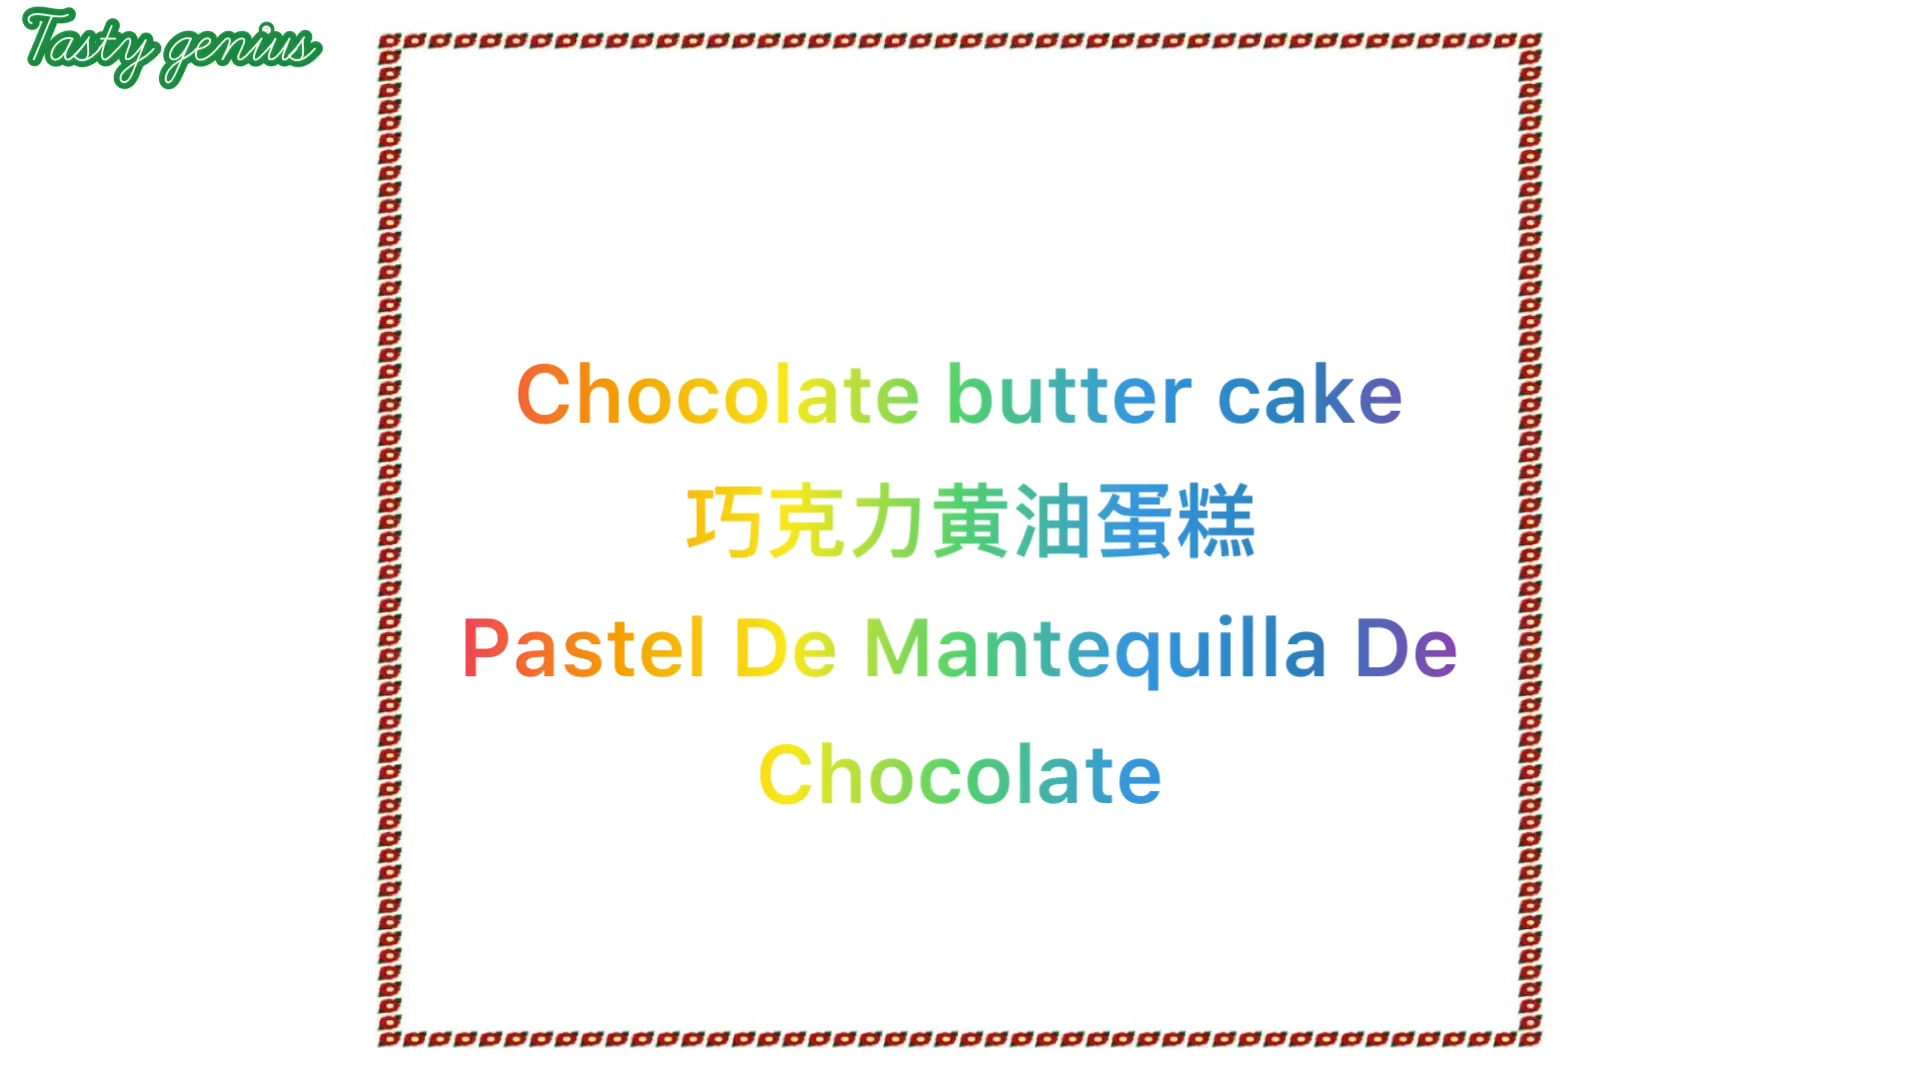 Tasty genius
Chocolate butter cake
巧克力黄油蛋糕
Pastel De Mantequilla De
Chocolate